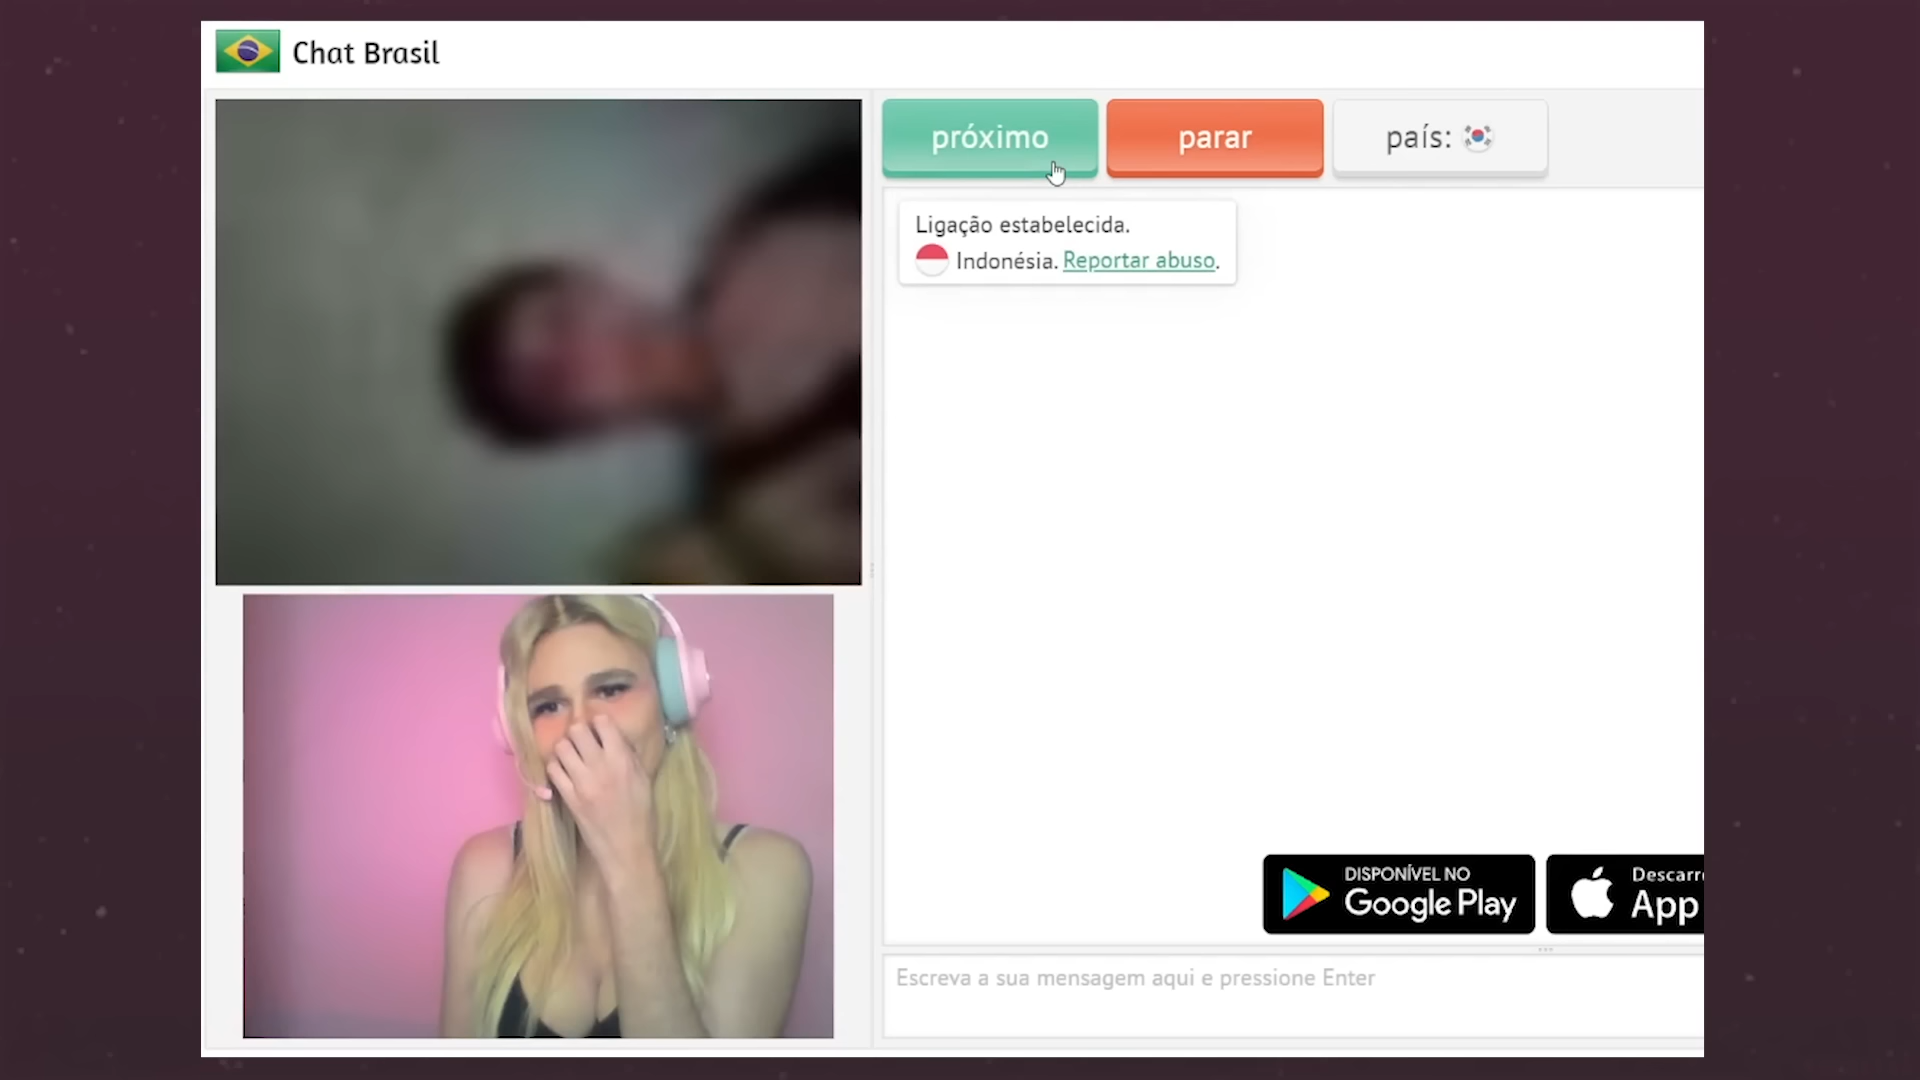 Chat Brasil
próximo
parar
país:
Ligação estabelecida.
Indonésia. Reportar abuso.
DISPONÍVEL NO
Google Play
Descarr
App
Escreva a sua mensagem aqui e pressione Enter